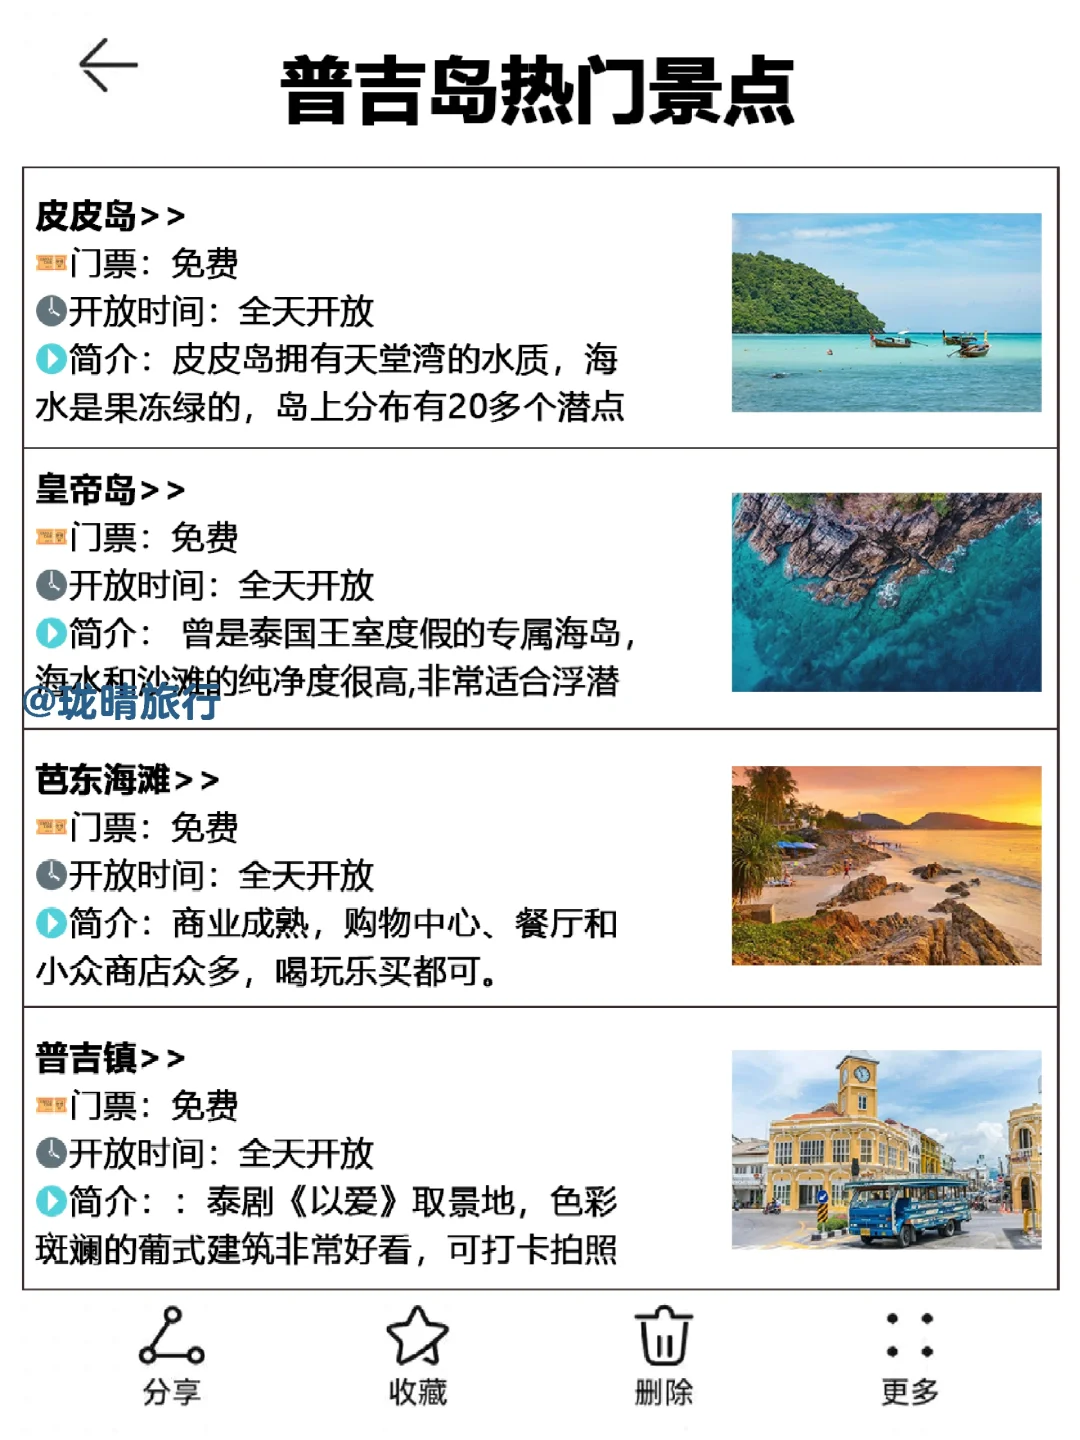 普吉岛热门景点
皮皮岛>>
门票：免费
开放时间：全天开放
简介：皮皮岛拥有天堂湾的水质，海
水是果冻绿的，岛上分布有20多个潜点
皇帝岛>>
门票：免费
开放时间：全天开放
简介： 曾是泰国王室度假的专属海岛，
海水和沙滩的纯净度很高,非常适合浮潜
@珑晴旅行
芭东海滩>>
门票：免费
开放时间：全天开放
简介：商业成熟，购物中心、餐厅和
小众商店众多，喝玩乐买都可。
普吉镇>>
门票：免费
开放时间：全天开放
简介：：泰剧《以爱》取景地，色彩
斑斓的葡式建筑非常好看，可打卡拍照
分享
收藏
删除
更多